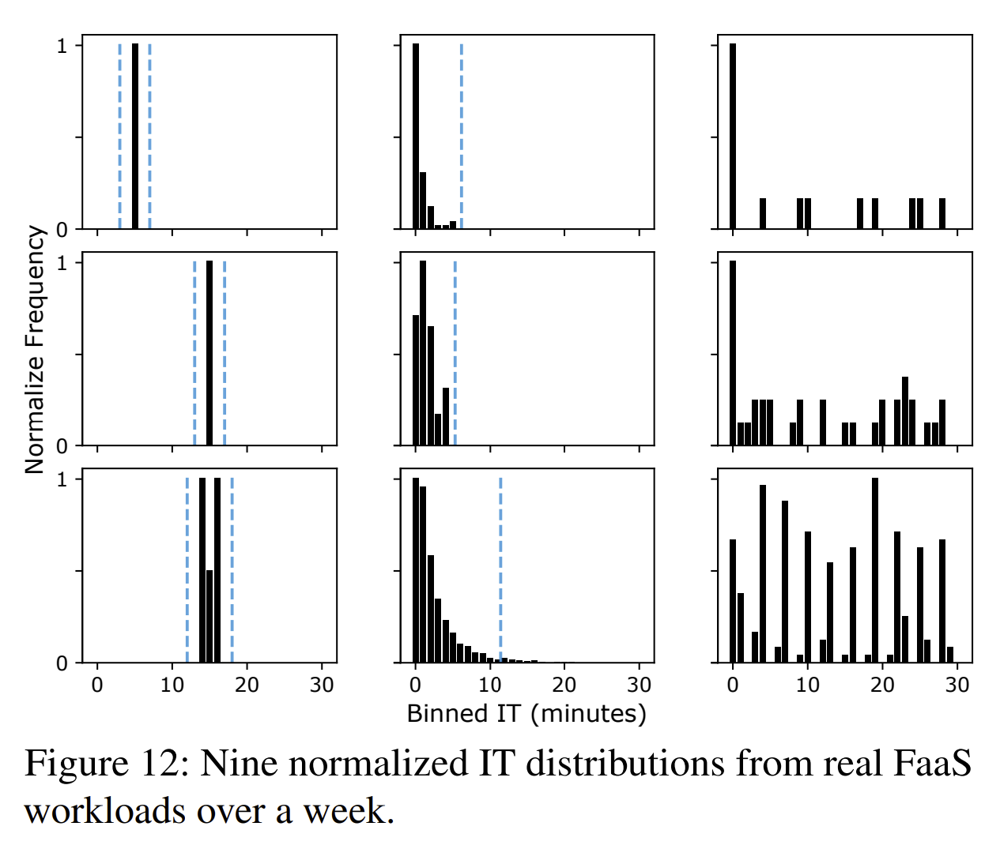 1
0
1
0
1
0
Normalize Frequency
0 10 20 30
0 10 20 30
0 10 20 30
Binned IT (minutes)
Figure 12: Nine normalized IT distributions from real FaaS
workloads over a week.